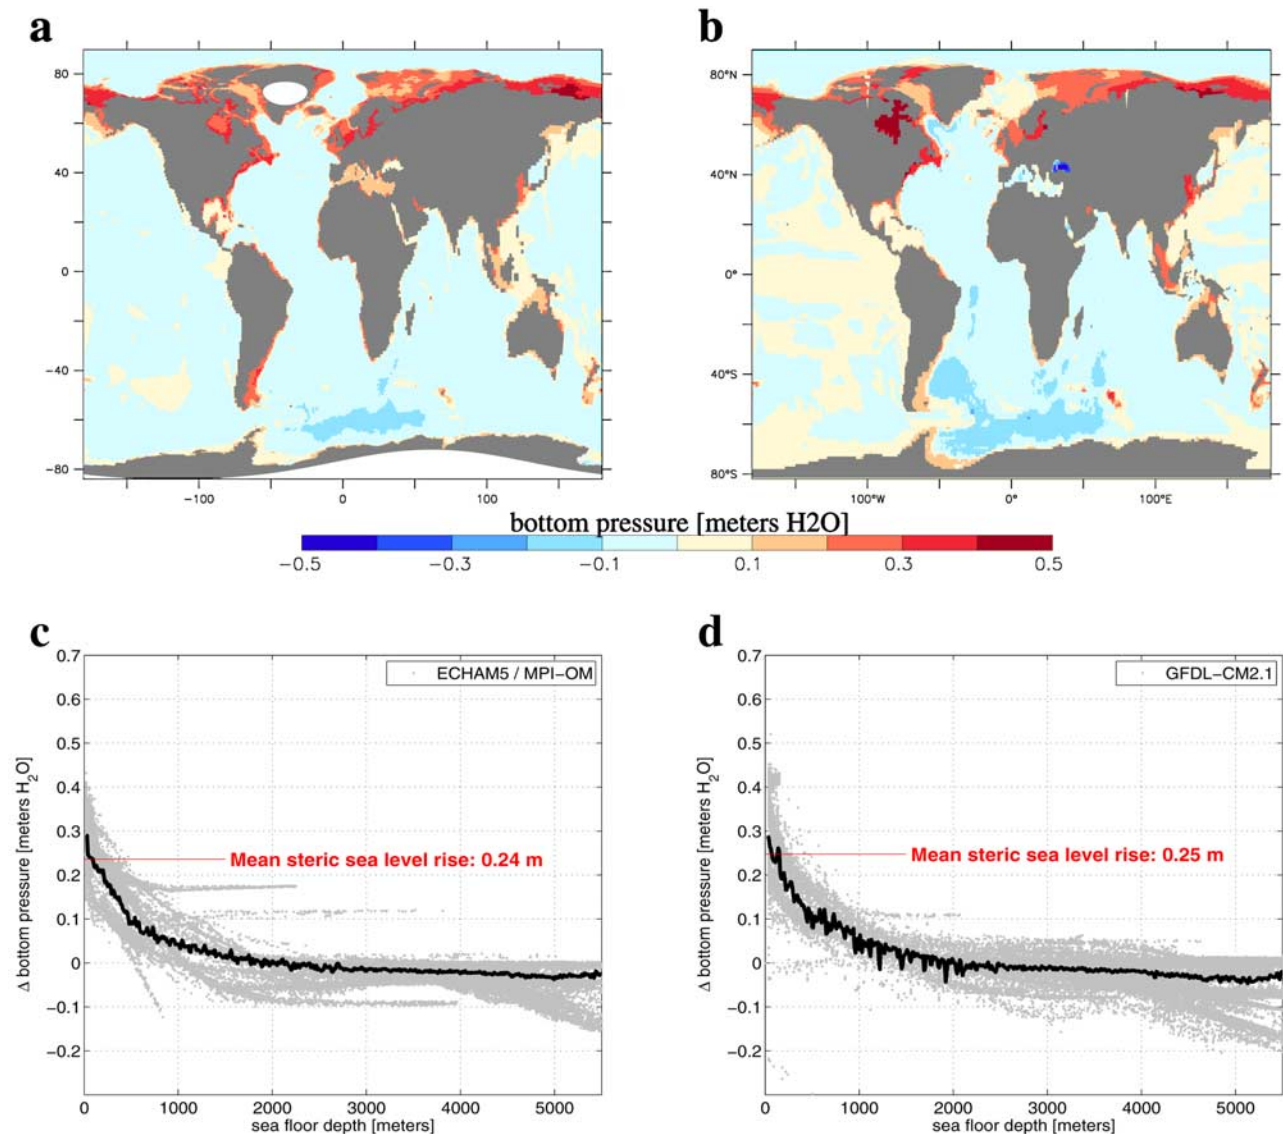 a
b
80
40
0
−40
−80
−100
0
100
80°N
40°N
0°
40°S
80°S
100°W
0°
100°E
bottom pressure [meters H2O]
−0.5
−0.3
−0.1
0.1
0.3
0.5
c
d
0.7
0.6
0.5
0.4
0.3
0.2
0.1
0
−0.1
−0.2
Δ bottom pressure [meters H₂O]
ECHAM5 / MPI−OM
Mean steric sea level rise: 0.24 m
0
1000
2000
3000
4000
5000
sea floor depth [meters]
0.7
0.6
0.5
0.4
0.3
0.2
0.1
0
−0.1
−0.2
Δ bottom pressure [meters H₂O]
GFDL−CM2.1
Mean steric sea level rise: 0.25 m
0
1000
2000
3000
4000
5000
sea floor depth [meters]